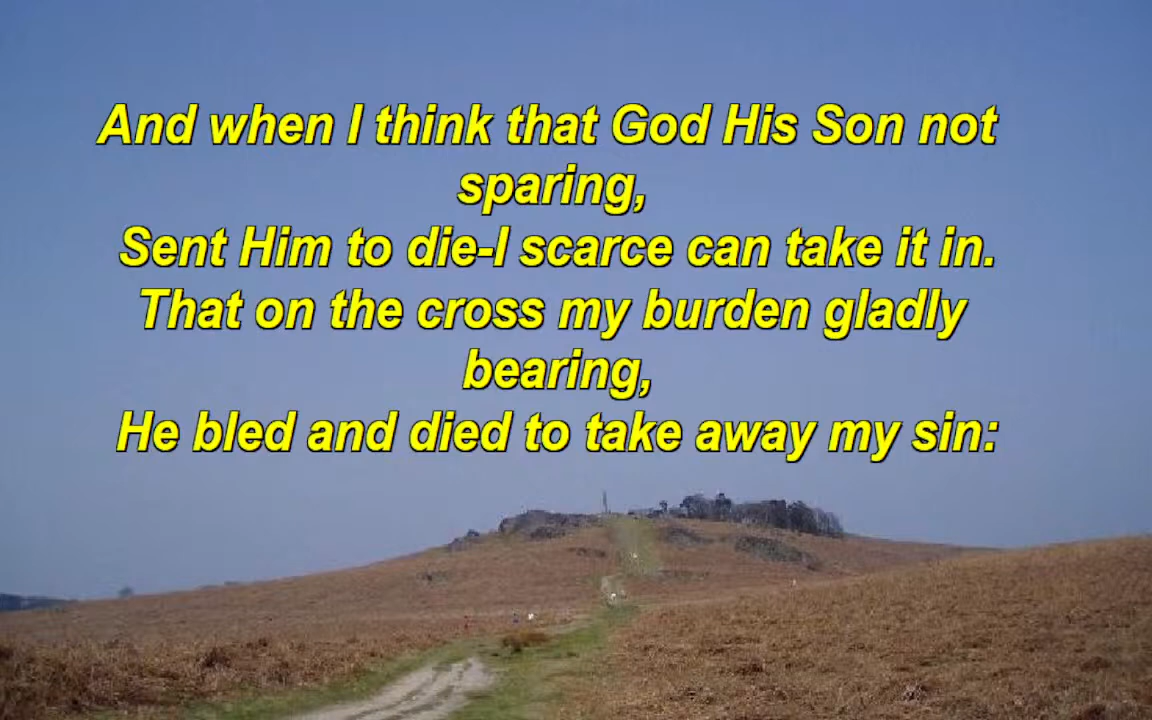 And when I think that God His Son not
sparing,
Sent Him to die-I scarce can take it in.
That on the cross my burden gladly
bearing,
He bled and died to take away my sin: